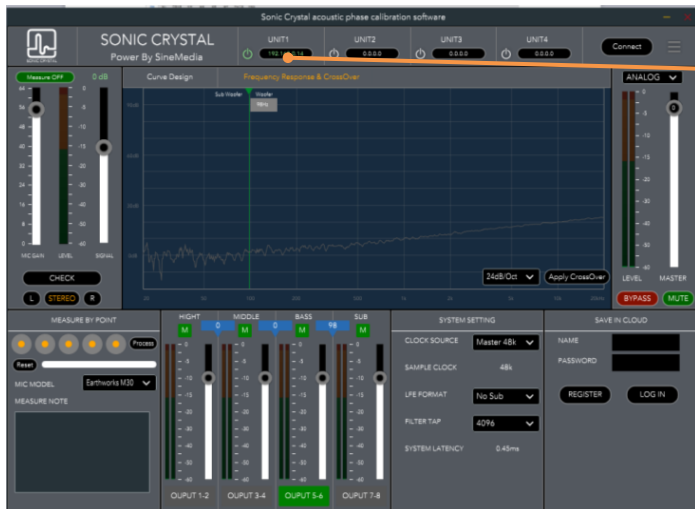 Sonic Crystal acoustic phase calibration software
SONIC CRYSTAL
Power By SineMedia
UNIT1
UNIT2
0.0.0.0
UNIT3
0.0.0.0
UNIT4
0.0.0.0
Connect
Measure OFF
0 dB
Curve Design
Frequency Response & CrossOver
ANALOG
Sub Woofer
Woofer
98Hz
24dB/Oct
Apply CrossOver
MIC GAIN
LEVEL
SIGNAL
LEVEL
MASTER
CHECK
L
STEREO
R
BYPASS
MUTE
MEASURE BY POINT
Process
Reset
MIC MODEL
Earthworks M30
MEASURE NOTE
HIGHT
MIDDLE
BASS
SUB
M
M
M
M
0
0
98
OUPUT 1-2
OUPUT 3-4
OUPUT 5-6
OUPUT 7-8
SYSTEM SETTING
CLOCK SOURCE
Master 48k
SAMPLE CLOCK
48k
LFE FORMAT
No Sub
FILTER TAP
4096
SYSTEM LATENCY
0.45ms
SAVE IN CLOUD
NAME
PASSWORD
REGISTER
LOG IN